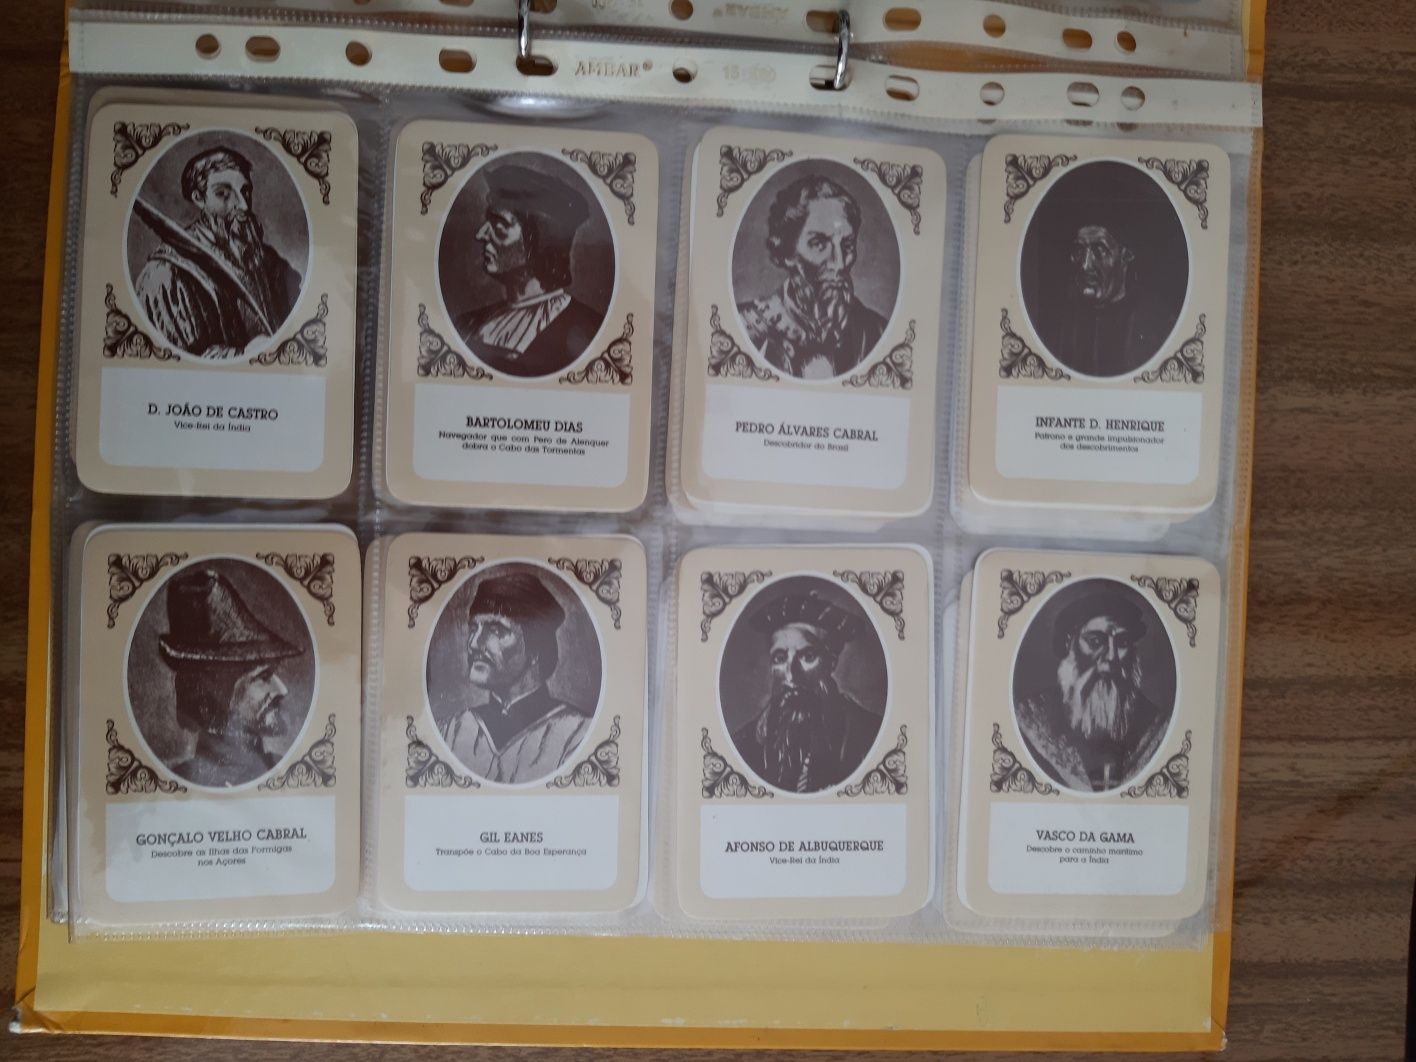 AMBAR®
D. JOÃO DE CASTRO
Vice-Rei da Índia
BARTOLOMEU DIAS
Navegador que com Pero de Alenquer
dobra o Cabo das Tormentas
PEDRO ÁLVARES CABRAL
Descobridor do Brasil
INFANTE D. HENRIQUE
Patrono e grande impulsionador
dos descobrimentos
GONÇALO VELHO CABRAL
Descobre as Ilhas das Formigas
nos Açores
GIL EANES
Transpõe o Cabo da Boa Esperança
AFONSO DE ALBUQUERQUE
Vice-Rei da Índia
VASCO DA GAMA
Descobre o caminho marítimo
para a Índia